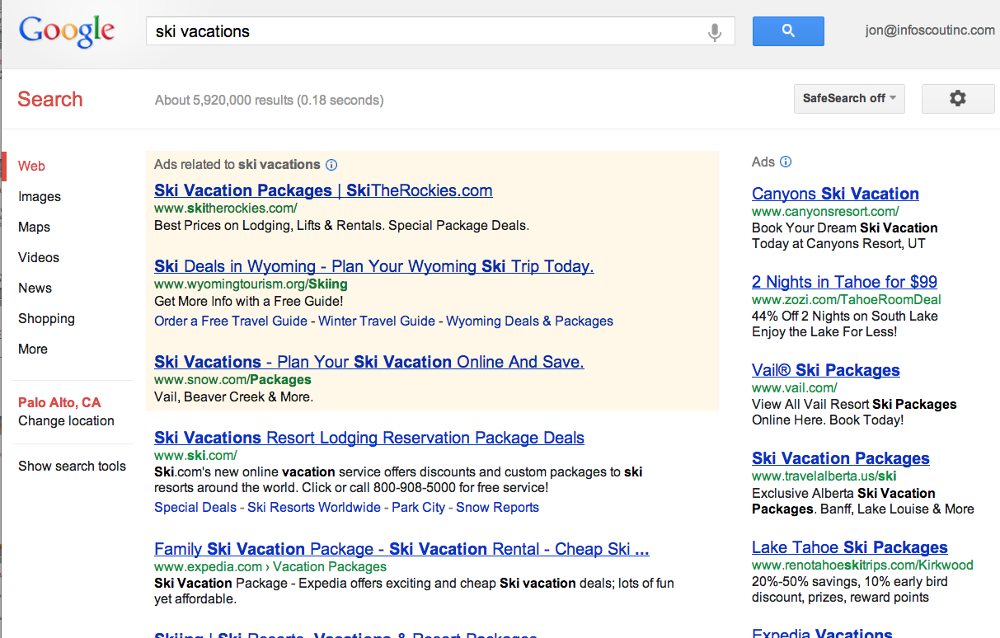 Google
ski vacations
jon@infoscoutinc.com
Search
About 5,920,000 results (0.18 seconds)
SafeSearch off
Web
Images
Maps
Videos
News
Shopping
More
Palo Alto, CA
Change location
Show search tools
Ads related to ski vacations
Ski Vacation Packages | SkiTheRockies.com
www.skitherockies.com/
Best Prices on Lodging, Lifts & Rentals. Special Package Deals.
Ski Deals in Wyoming - Plan Your Wyoming Ski Trip Today.
www.wyomingtourism.org/Skiing
Get More Info with a Free Guide!
Order a Free Travel Guide - Winter Travel Guide - Wyoming Deals & Packages
Ski Vacations - Plan Your Ski Vacation Online And Save.
www.snow.com/Packages
Vail, Beaver Creek & More.
Ski Vacations Resort Lodging Reservation Package Deals
www.ski.com/
Ski.com's new online vacation service offers discounts and custom packages to ski
resorts around the world. Click or call 800-908-5000 for free service!
Special Deals - Ski Resorts Worldwide - Park City - Snow Reports
Family Ski Vacation Package - Ski Vacation Rental - Cheap Ski ...
www.expedia.com › Vacation Packages
Ski Vacation Package - Expedia offers exciting and cheap Ski vacation deals; lots of fun
yet affordable.
Skiing | Ski Resorts, Vacations & Resort Packages
Ads
Canyons Ski Vacation
www.canyonsresort.com/
Book Your Dream Ski Vacation
Today at Canyons Resort, UT
2 Nights in Tahoe for $99
www.zozi.com/TahoeRoomDeal
44% Off 2 Nights on South Lake
Enjoy the Lake For Less!
Vail® Ski Packages
www.vail.com/
View All Vail Resort Ski Packages
Online Here. Book Today!
Ski Vacation Packages
www.travelalberta.us/ski
Exclusive Alberta Ski Vacation
Packages. Banff, Lake Louise & More
Lake Tahoe Ski Packages
www.renotahoeskitrips.com/Kirkwood
20%-50% savings, 10% early bird
discount, prizes, reward points
Expedia Vacations